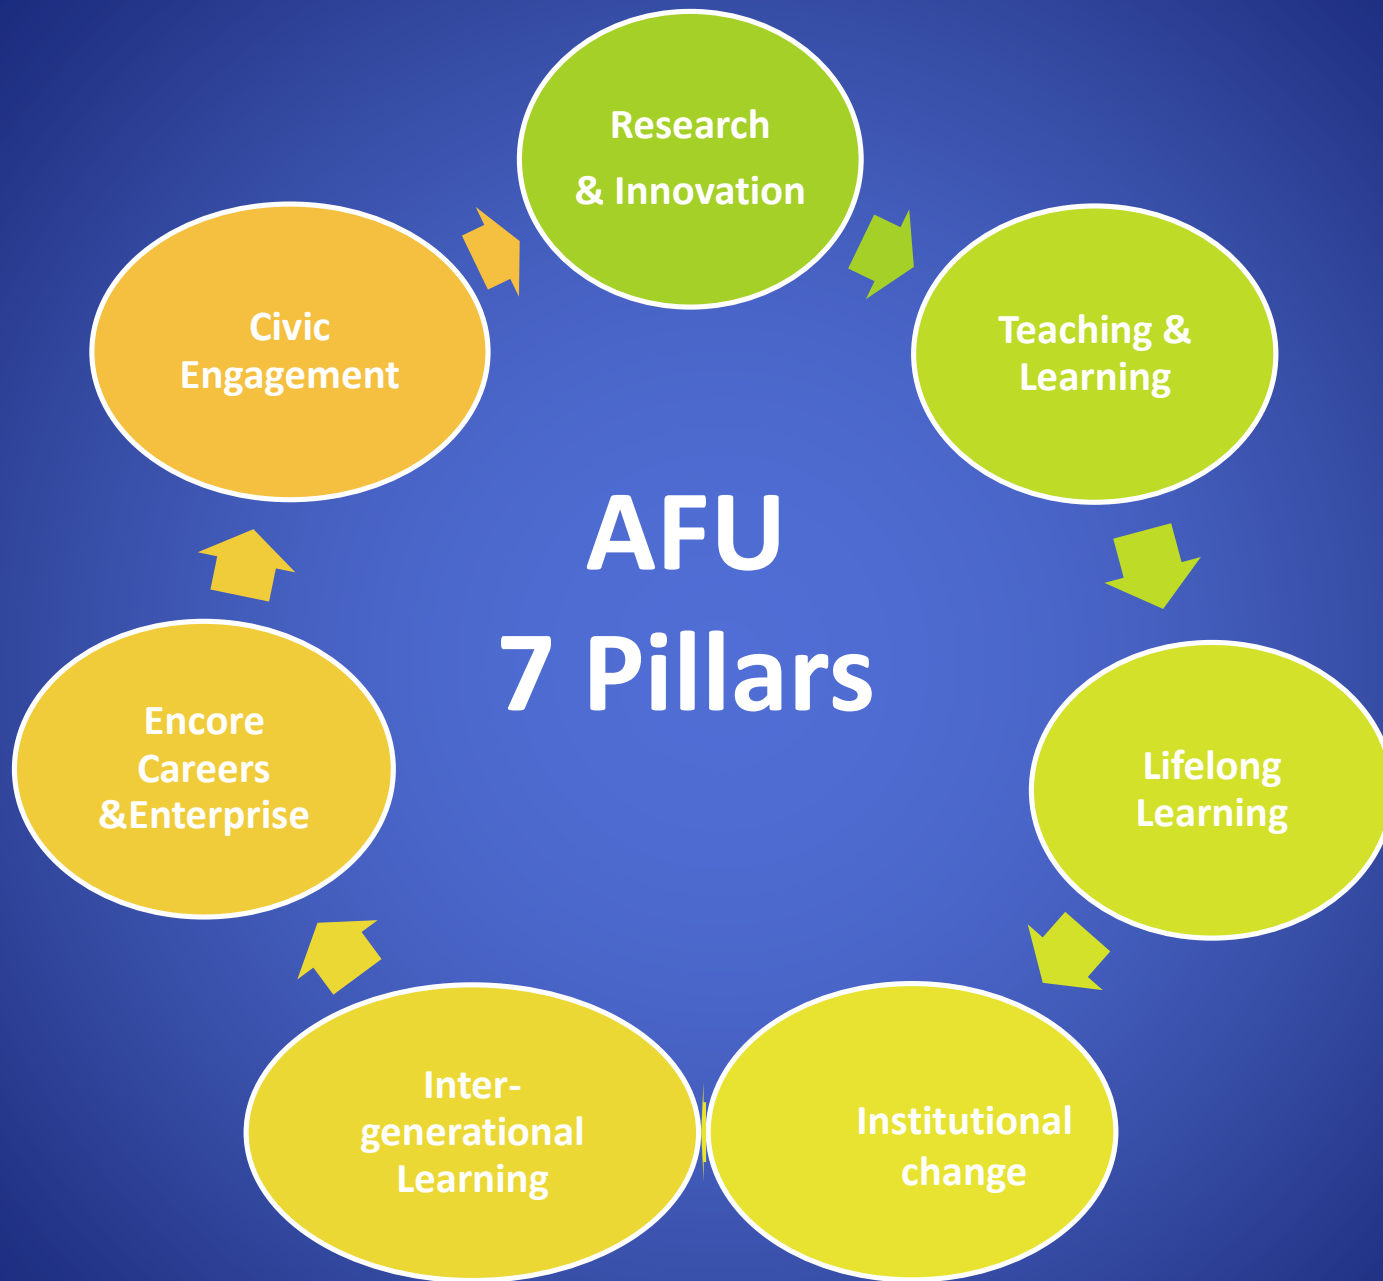 Research
& Innovation
Teaching &
Learning
Lifelong
Learning
Institutional
change
Inter-
generational
Learning
Encore
Careers
&Enterprise
Civic
Engagement
AFU
7 Pillars